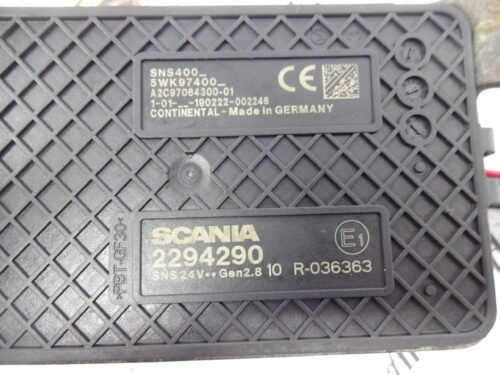 SNS400_
5WK97400_
A2C97064300-01
1-01-__-190222-002248
CONTINENTAL - Made in GERMANY
CE
>PBT-GF30<
SCANIA
2294290
E1
SNS 24V++ Gen2.8 10 R-036363